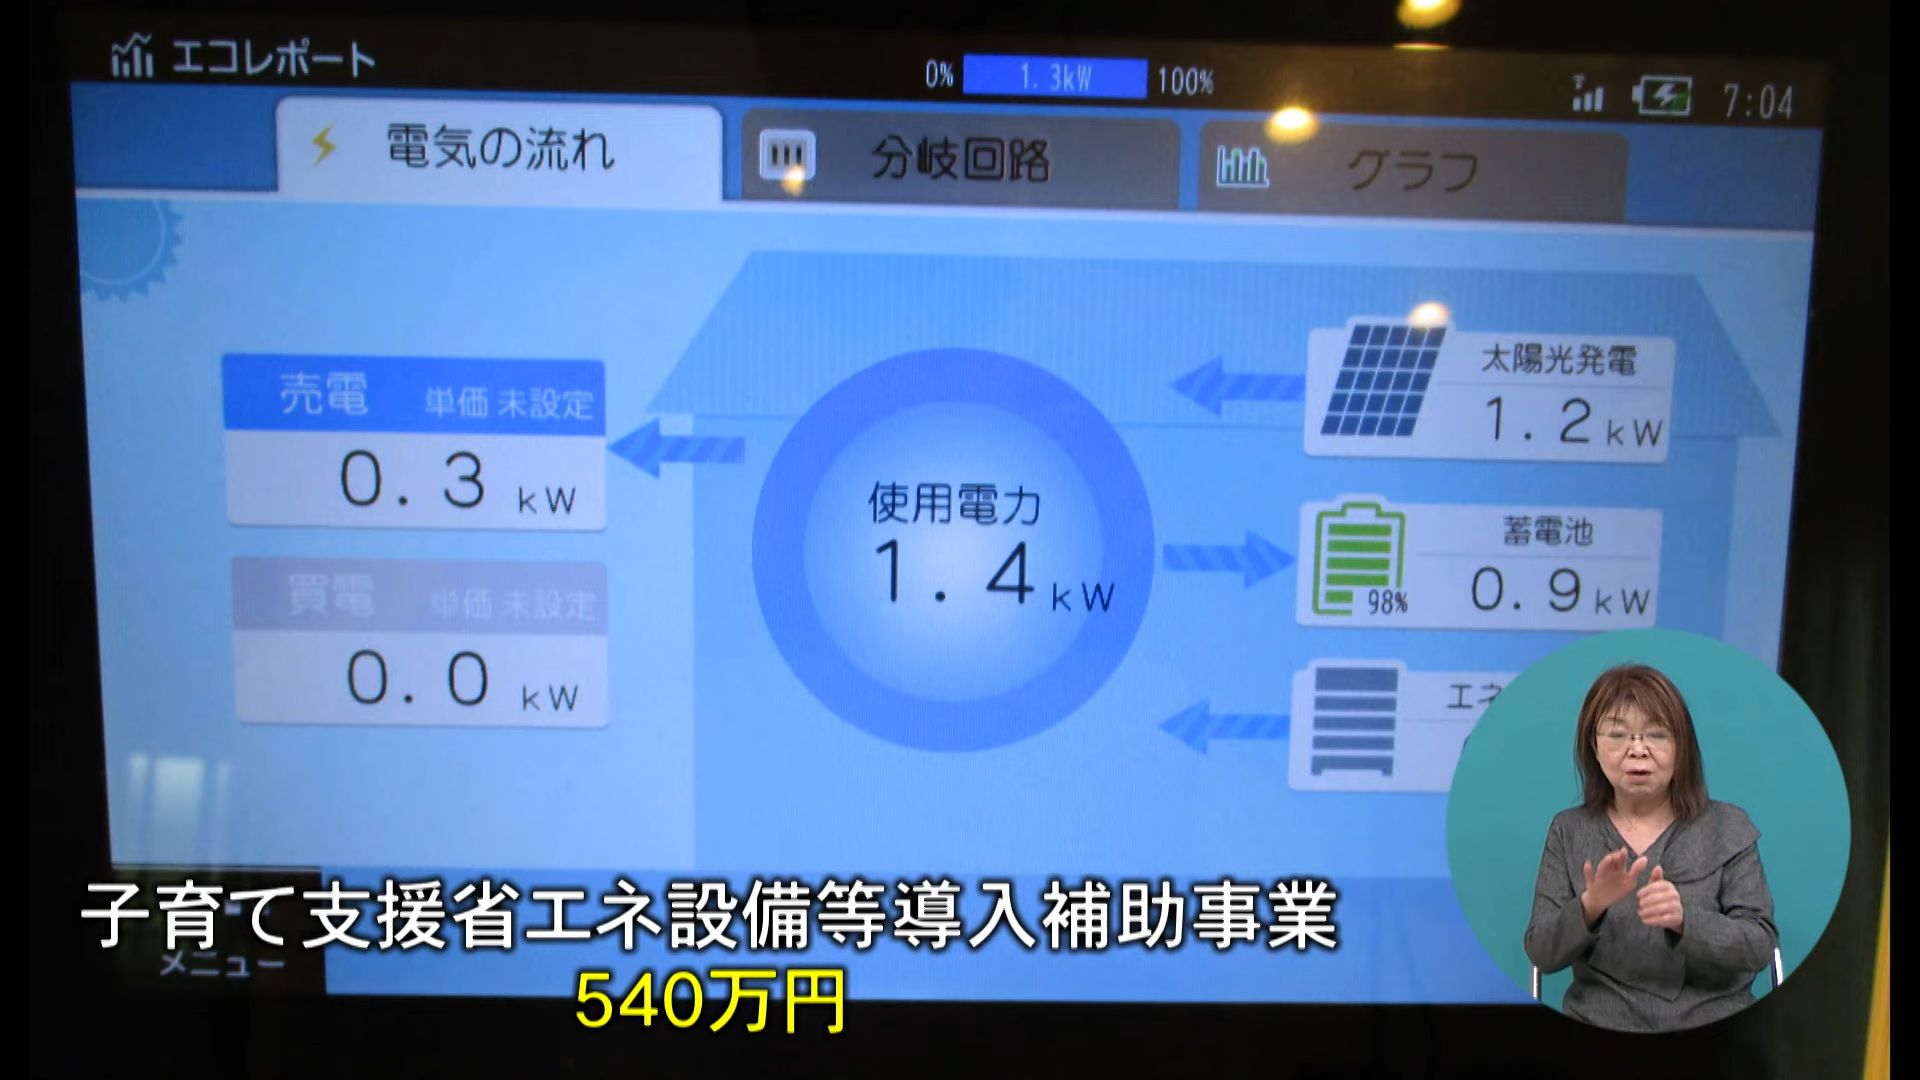 エコレポート
0% 1.3kW 100%
7:04
電気の流れ
分岐回路
グラフ
売電 単価 未設定
0.3 kW
買電 単価 未設定
0.0 kW
使用電力
1.4 kW
太陽光発電
1.2 kW
蓄電池
98% 0.9 kW
エネ
メニュー
子育て支援省エネ設備等導入補助事業
540万円